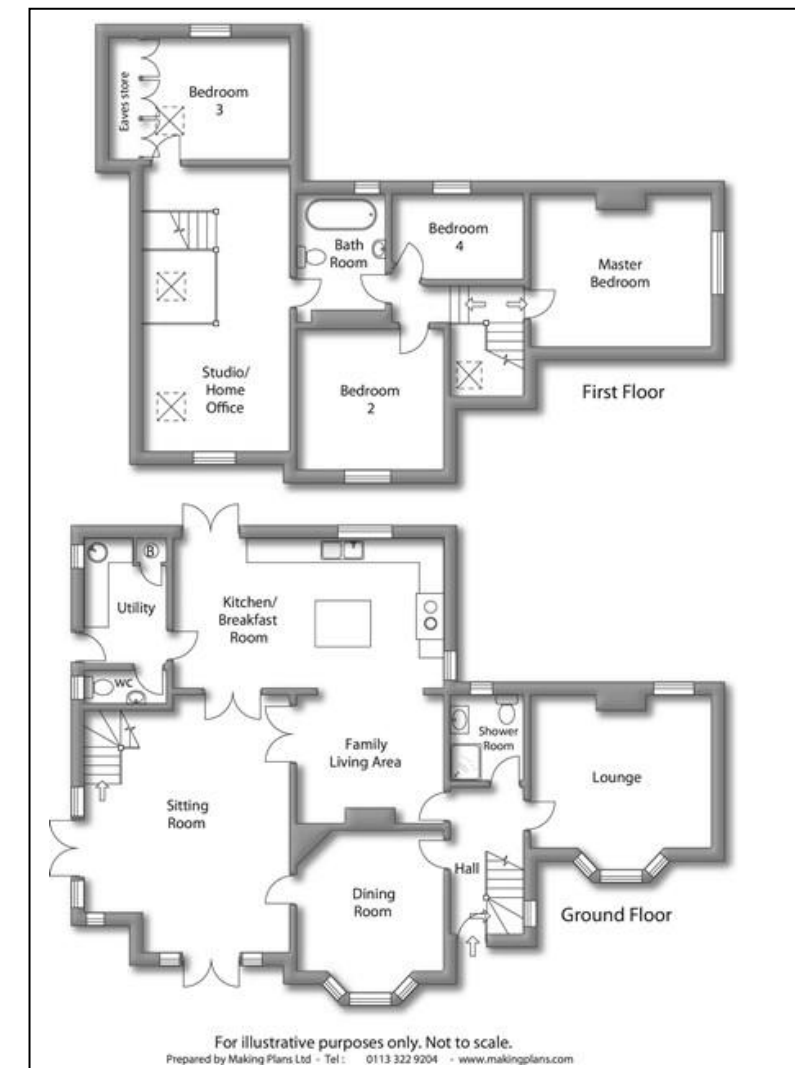 Eaves store
Bedroom
3
Bath
Room
Bedroom
4
Master
Bedroom
Studio/
Home
Office
Bedroom
2
First Floor
B
Utility
Kitchen/
Breakfast
Room
WC
Shower
Room
Family
Living Area
Lounge
Sitting
Room
Hall
Dining
Room
Ground Floor
For illustrative purposes only. Not to scale.
Prepared by Making Plans Ltd - Tel : 0113 322 9204 - www.makingplans.com